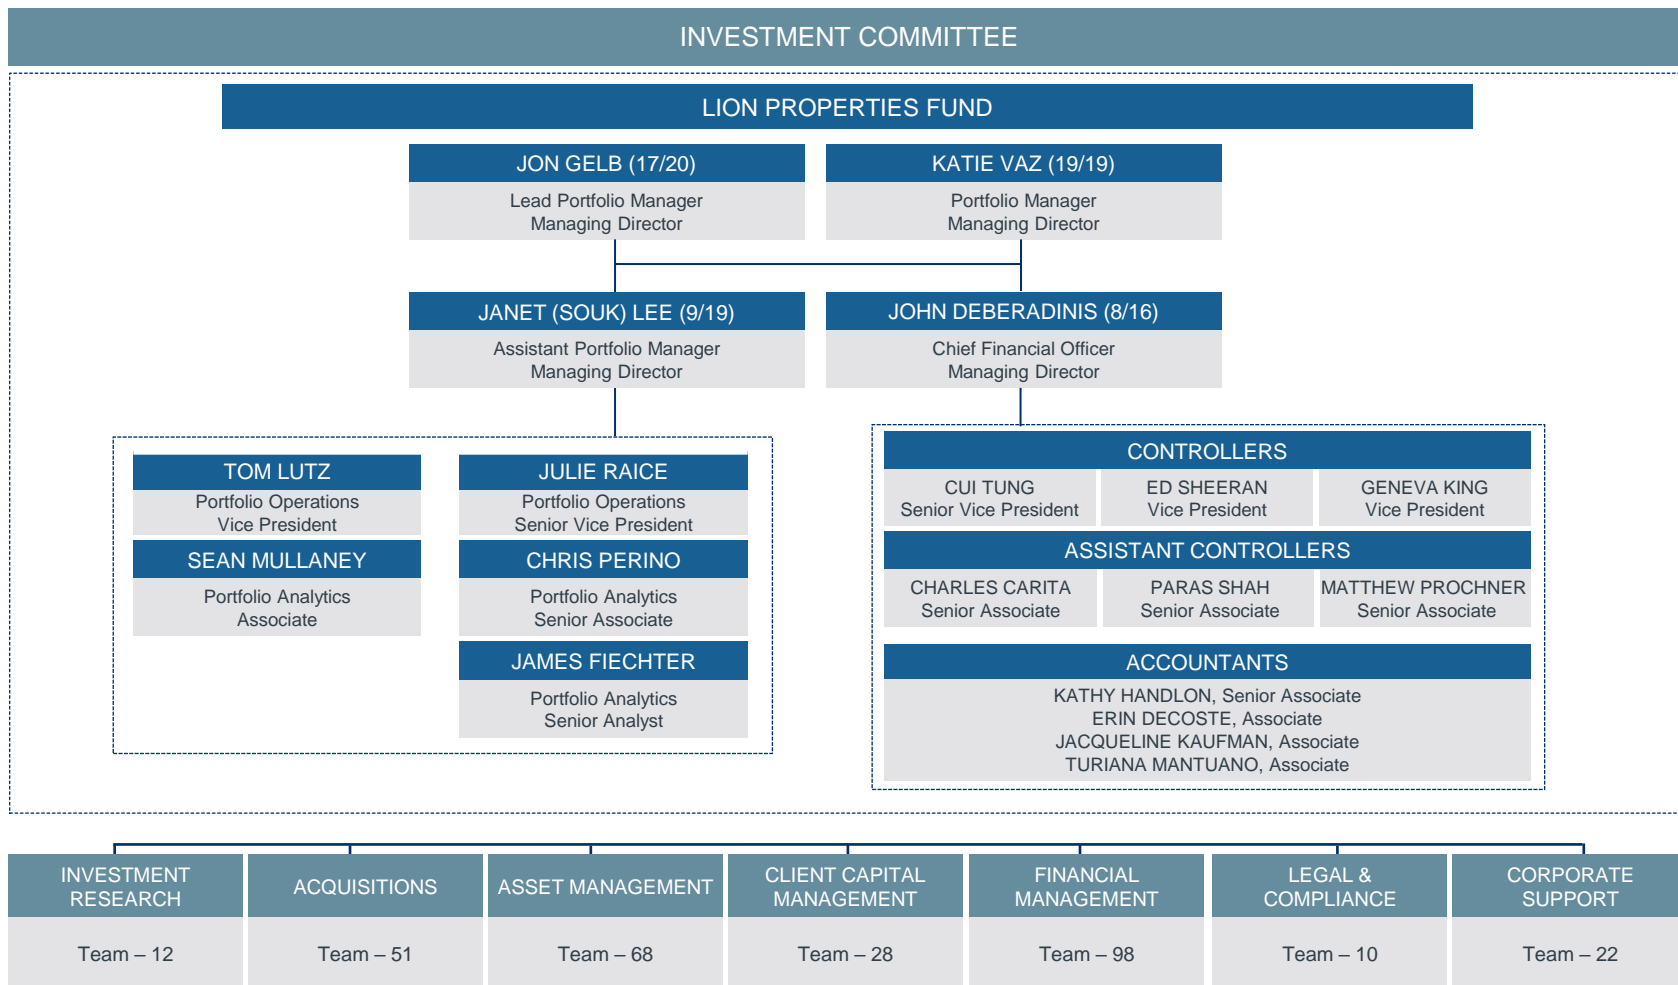 INVESTMENT COMMITTEE
LION PROPERTIES FUND
JON GELB (17/20)
Lead Portfolio Manager
Managing Director
KATIE VAZ (19/19)
Portfolio Manager
Managing Director
JANET (SOUK) LEE (9/19)
Assistant Portfolio Manager
Managing Director
JOHN DEBERADINIS (8/16)
Chief Financial Officer
Managing Director
TOM LUTZ
Portfolio Operations
Vice President
JULIE RAICE
Portfolio Operations
Senior Vice President
SEAN MULLANEY
Portfolio Analytics
Associate
CHRIS PERINO
Portfolio Analytics
Senior Associate
JAMES FIECHTER
Portfolio Analytics
Senior Analyst
CONTROLLERS
CUI TUNG
Senior Vice President
ED SHEERAN
Vice President
GENEVA KING
Vice President
ASSISTANT CONTROLLERS
CHARLES CARITA
Senior Associate
PARAS SHAH
Senior Associate
MATTHEW PROCHNER
Senior Associate
ACCOUNTANTS
KATHY HANDLON, Senior Associate
ERIN DECOSTE, Associate
JACQUELINE KAUFMAN, Associate
TURIANA MANTUANO, Associate
INVESTMENT
RESEARCH
Team – 12
ACQUISITIONS
Team – 51
ASSET MANAGEMENT
Team – 68
CLIENT CAPITAL
MANAGEMENT
Team – 28
FINANCIAL
MANAGEMENT
Team – 98
LEGAL &
COMPLIANCE
Team – 10
CORPORATE
SUPPORT
Team – 22